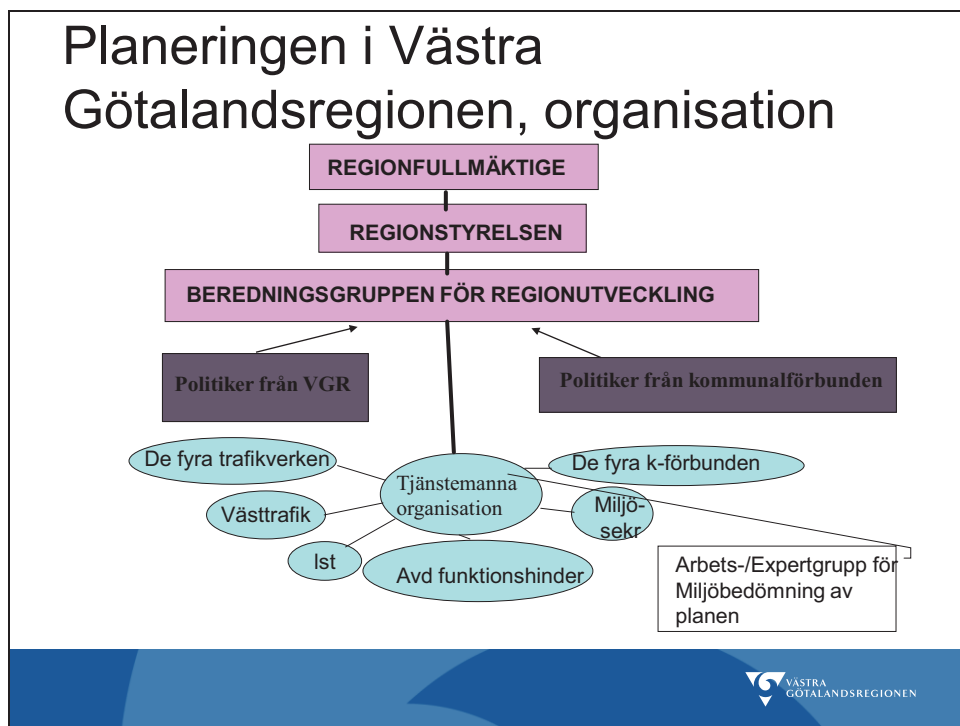 Planeringen i Västra
Götalandsregionen, organisation
REGIONFULLMÄKTIGE
REGIONSTYRELSEN
BEREDNINGSGRUPPEN FÖR REGIONUTVECKLING
Politiker från VGR
Politiker från kommunalförbunden
De fyra trafikverken
De fyra k-förbunden
Tjänstemanna
organisation
Västtrafik
Miljö-
sekr
Ist
Avd funktionshinder
Arbets-/Expertgrupp för
Miljöbedömning av
planen
VÄSTRA
GÖTALANDSREGIONEN